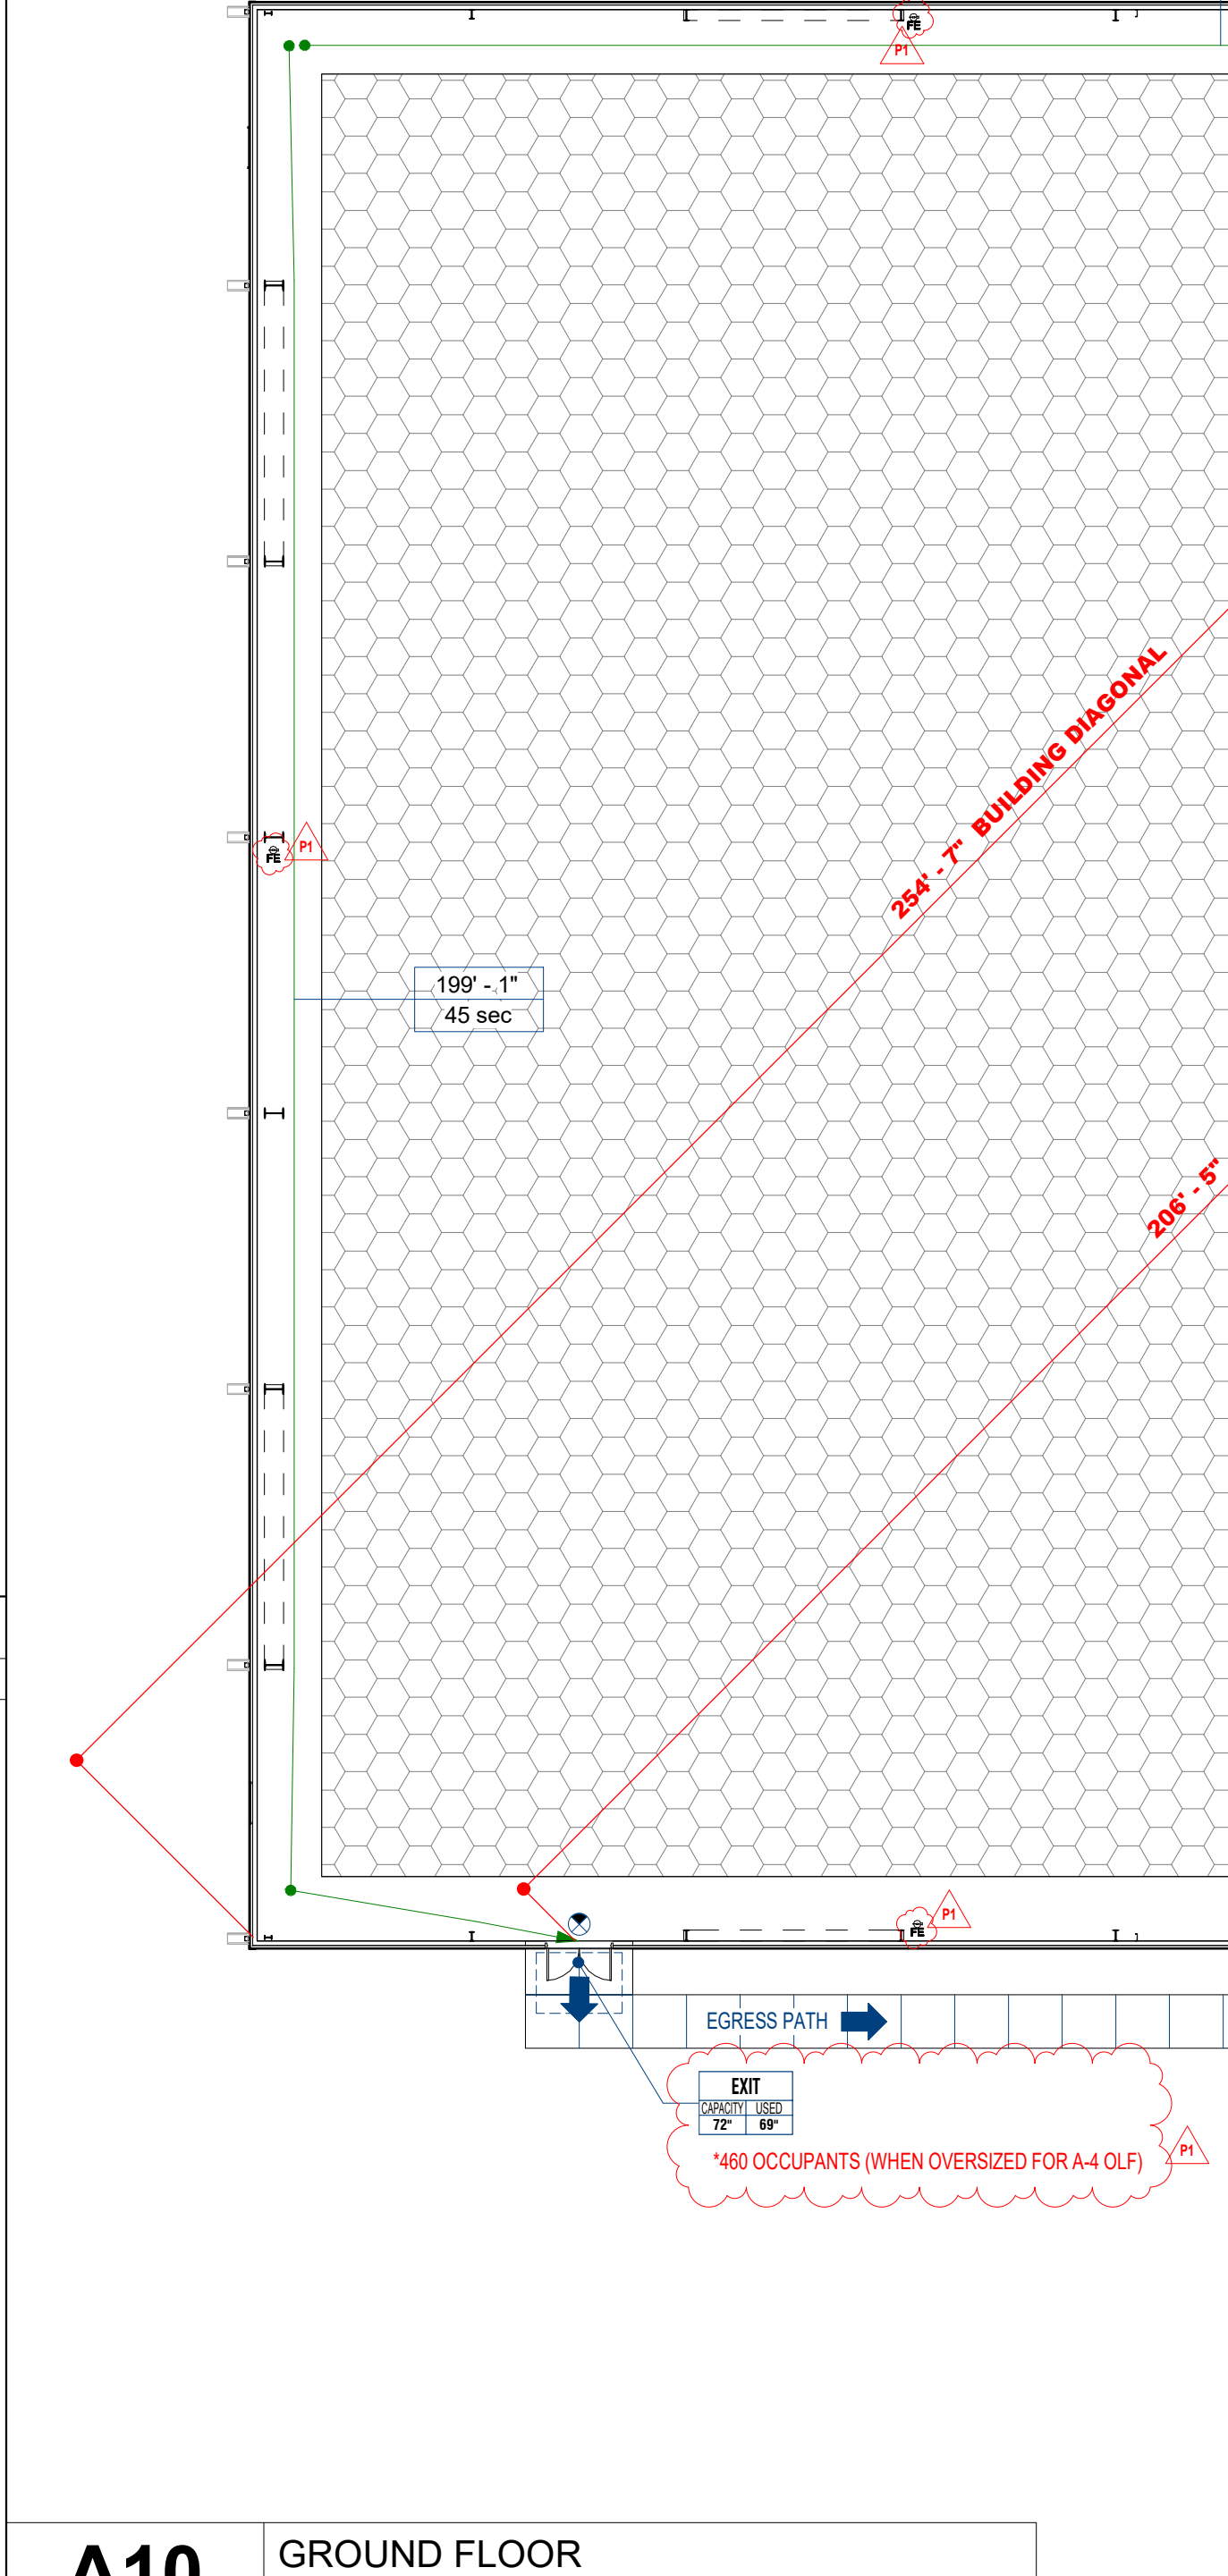 FE
P1
254' - 7" BUILDING DIAGONAL
FE
P1
199' - 1"
45 sec
206' - 5"
P1
FE
EGRESS PATH
EXIT
CAPACITY USED
72" 69"
*460 OCCUPANTS (WHEN OVERSIZED FOR A-4 OLF)
P1
A10
GROUND FLOOR